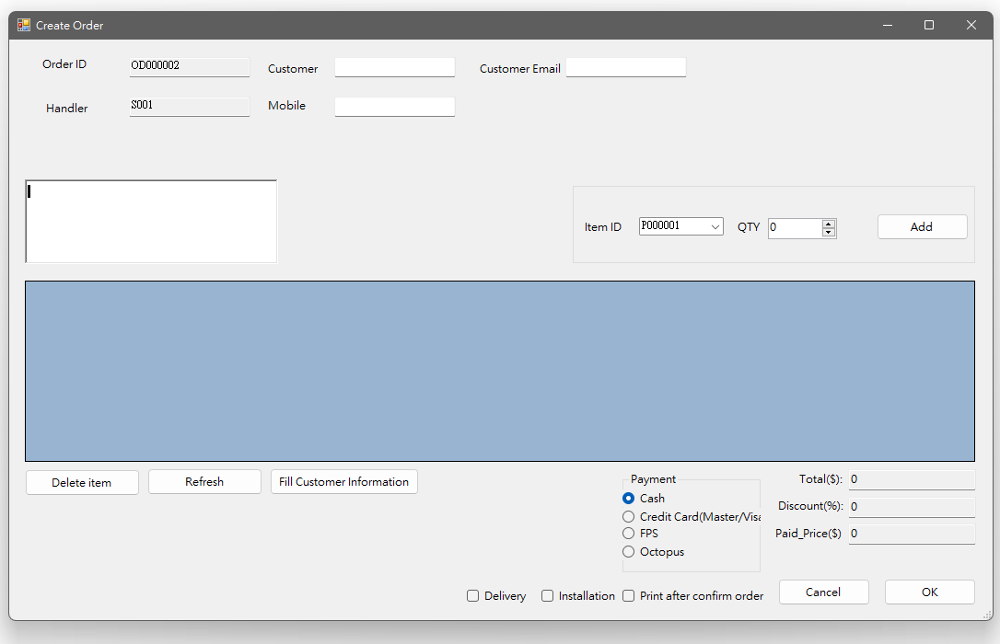 Create Order
Order ID OD000002 Customer Customer Email
Handler S001 Mobile
Item ID P000001 QTY 0 Add
Delete item Refresh Fill Customer Information
Payment
Cash
Credit Card(Master/Visa
FPS
Octopus
Total($): 0
Discount(%): 0
Paid_Price($) 0
Delivery Installation Print after confirm order Cancel OK